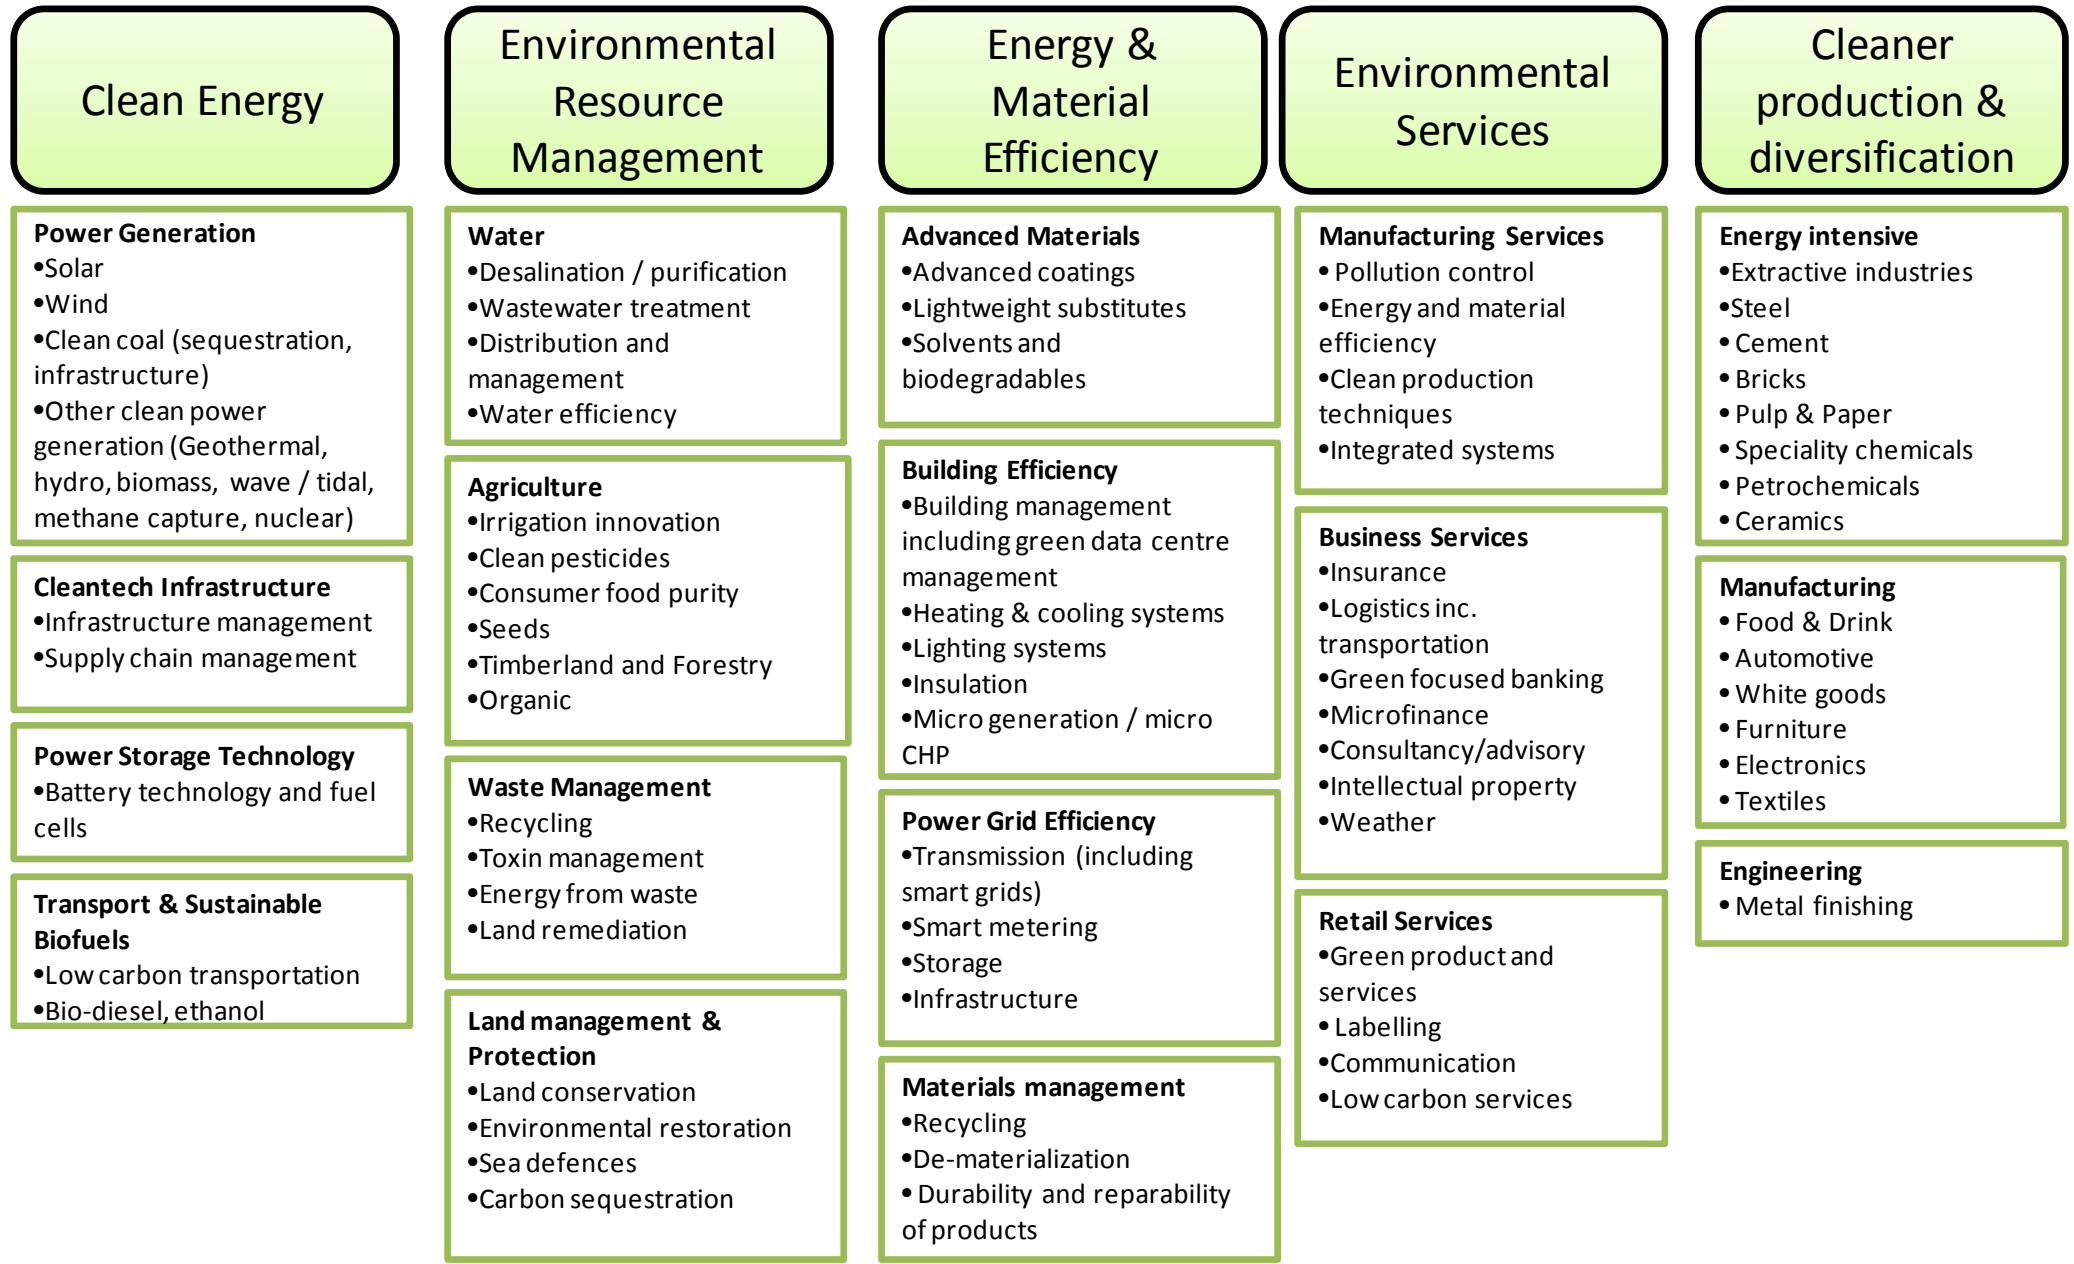 Clean Energy
Power Generation
•Solar
•Wind
•Clean coal (sequestration,
infrastructure)
•Other clean power
generation (Geothermal,
hydro, biomass, wave / tidal,
methane capture, nuclear)
Cleantech Infrastructure
•Infrastructure management
•Supply chain management
Power Storage Technology
•Battery technology and fuel
cells
Transport & Sustainable
Biofuels
•Low carbon transportation
•Bio-diesel, ethanol
Environmental
Resource
Management
Water
•Desalination / purification
•Wastewater treatment
•Distribution and
management
•Water efficiency
Agriculture
•Irrigation innovation
•Clean pesticides
•Consumer food purity
•Seeds
•Timberland and Forestry
•Organic
Waste Management
•Recycling
•Toxin management
•Energy from waste
•Land remediation
Land management &
Protection
•Land conservation
•Environmental restoration
•Sea defences
•Carbon sequestration
Energy &
Material
Efficiency
Advanced Materials
•Advanced coatings
•Lightweight substitutes
•Solvents and
biodegradables
Building Efficiency
•Building management
including green data centre
management
•Heating & cooling systems
•Lighting systems
•Insulation
•Micro generation / micro
CHP
Power Grid Efficiency
•Transmission (including
smart grids)
•Smart metering
•Storage
•Infrastructure
Materials management
•Recycling
•De-materialization
• Durability and reparability
of products
Environmental
Services
Manufacturing Services
• Pollution control
•Energy and material
efficiency
•Clean production
techniques
•Integrated systems
Business Services
•Insurance
•Logistics inc.
transportation
•Green focused banking
•Microfinance
•Consultancy/advisory
•Intellectual property
•Weather
Retail Services
•Green product and
services
• Labelling
•Communication
•Low carbon services
Cleaner
production &
diversification
Energy intensive
•Extractive industries
•Steel
• Cement
• Bricks
• Pulp & Paper
• Speciality chemicals
• Petrochemicals
• Ceramics
Manufacturing
• Food & Drink
• Automotive
• White goods
• Furniture
• Electronics
• Textiles
Engineering
• Metal finishing